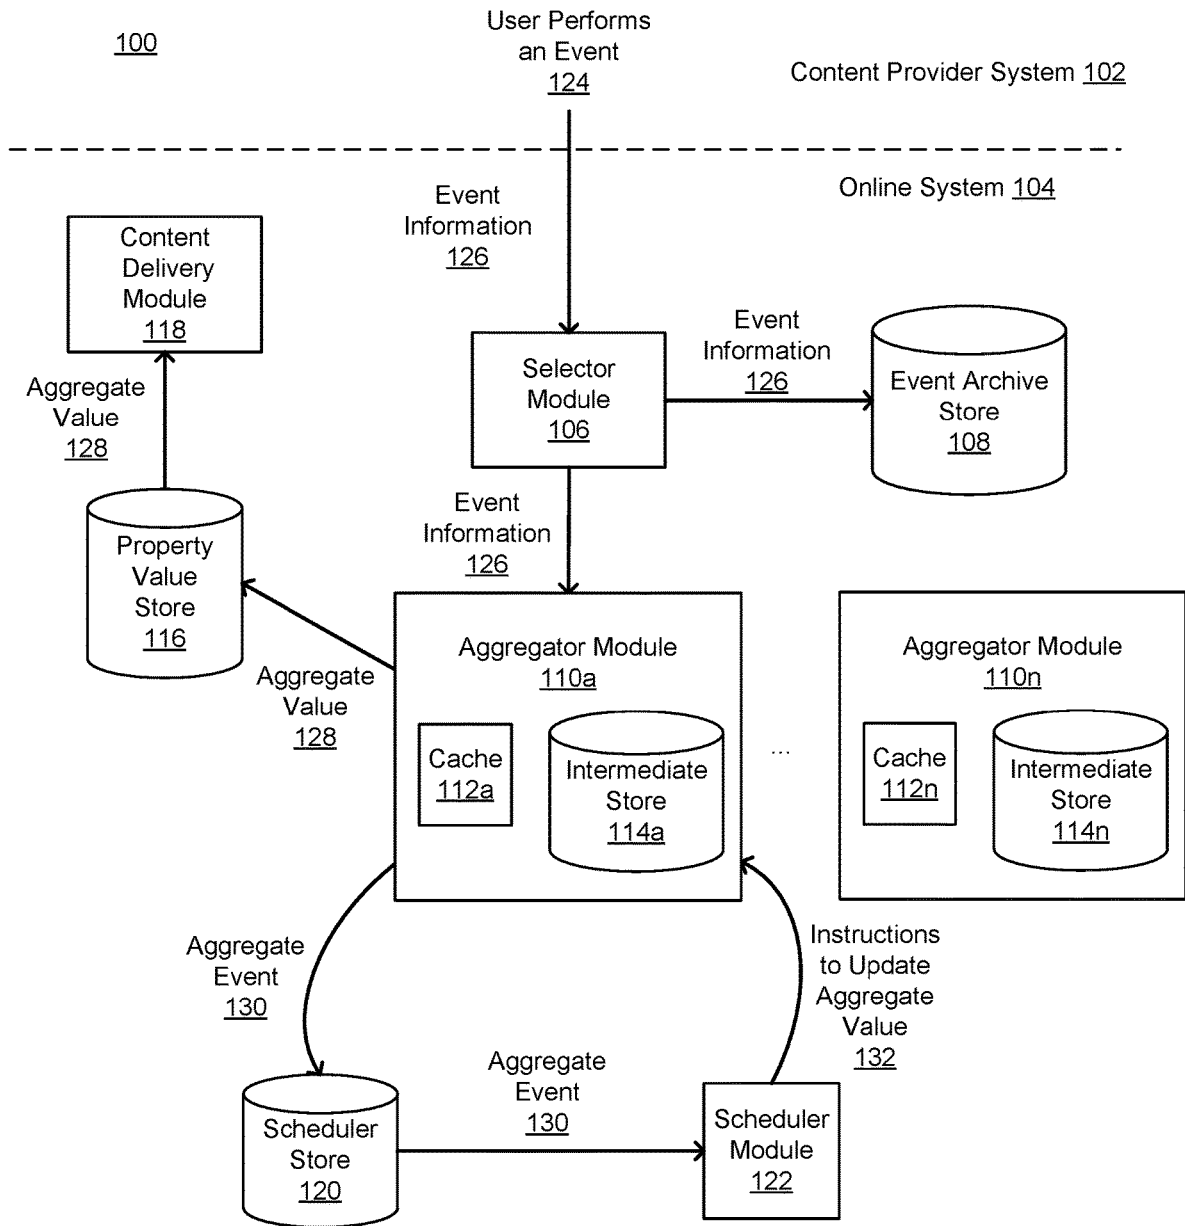 100
User Performs
an Event
124
Content Provider System 102
Online System 104
Event
Information
126
Content
Delivery
Module
118
Selector
Module
106
Event
Information
126
Event Archive
Store
108
Aggregate
Value
128
Event
Information
126
Property
Value
Store
116
Aggregate
Value
128
Aggregator Module
110a
Cache
112a
Intermediate
Store
114a
...
Aggregator Module
110n
Cache
112n
Intermediate
Store
114n
Aggregate
Event
130
Instructions
to Update
Aggregate
Value
132
Scheduler
Store
120
Aggregate
Event
130
Scheduler
Module
122